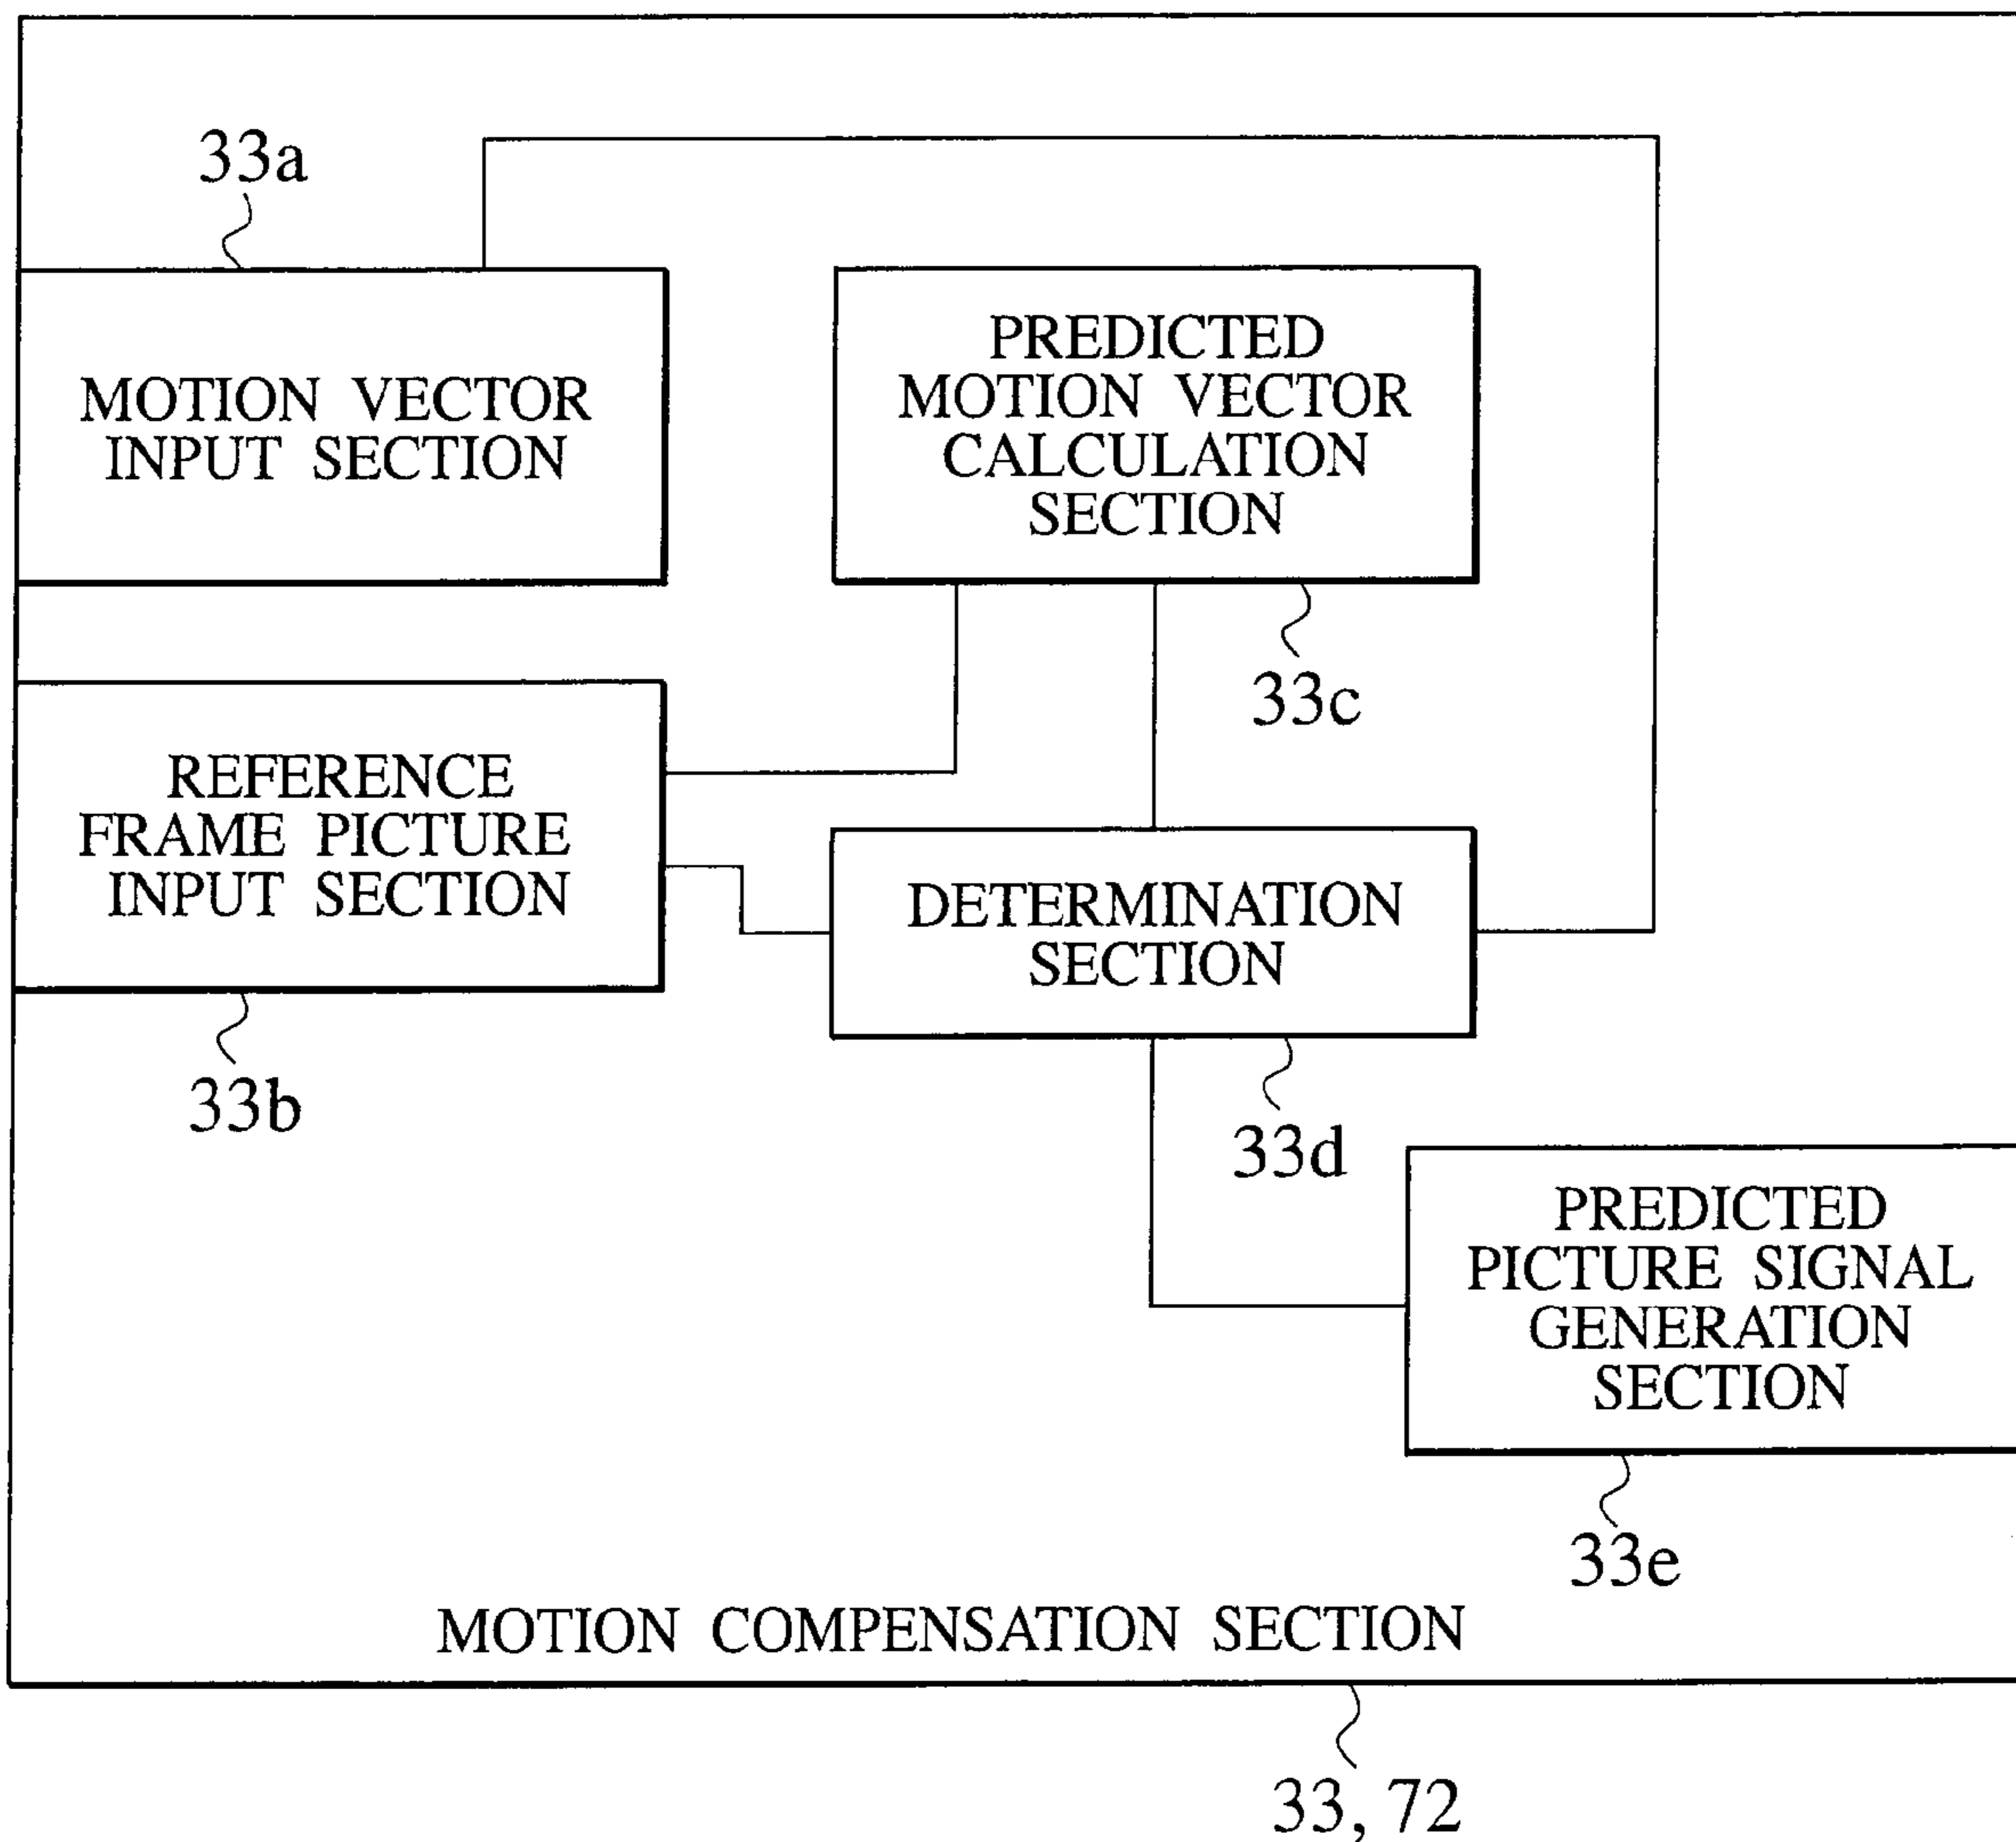 33a
MOTION VECTOR
INPUT SECTION
PREDICTED
MOTION VECTOR
CALCULATION
SECTION
33c
REFERENCE
FRAME PICTURE
INPUT SECTION
33b
DETERMINATION
SECTION
33d
PREDICTED
PICTURE SIGNAL
GENERATION
SECTION
33e
MOTION COMPENSATION SECTION
33, 72